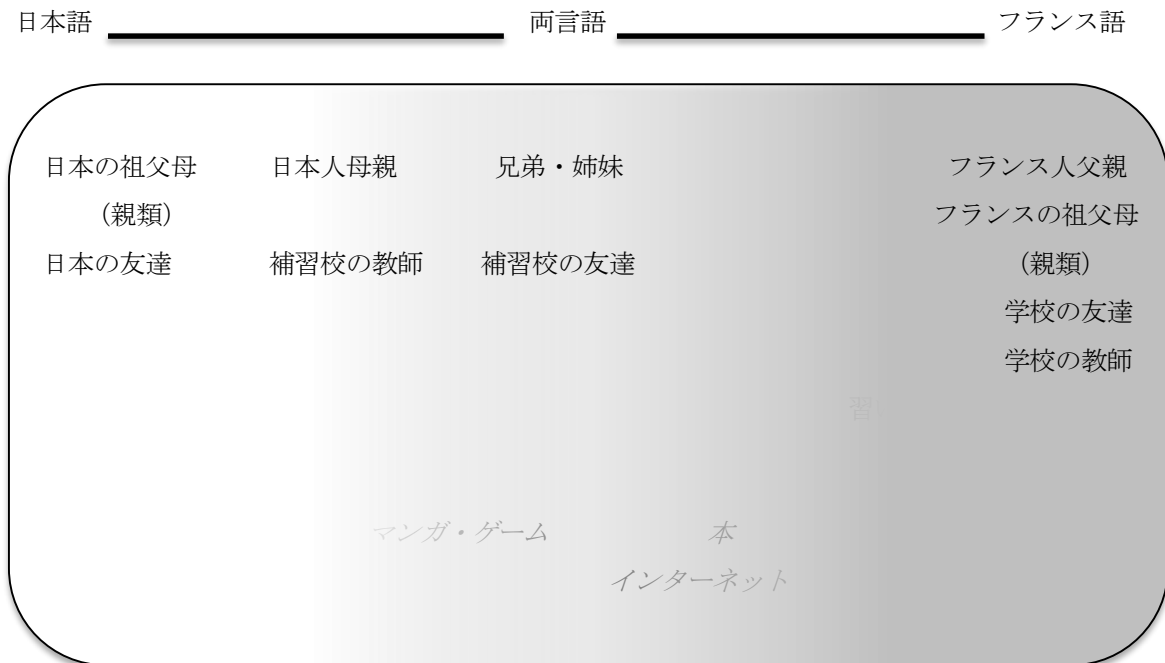 日本語 両言語 フランス語
日本の祖父母 日本人母親 兄弟・姉妹 フランス人父親
(親類) フランスの祖父母
日本の友達 補習校の教師 補習校の友達 (親類)
学校の友達
学校の教師
習
マンガ・ゲーム 本
インターネット